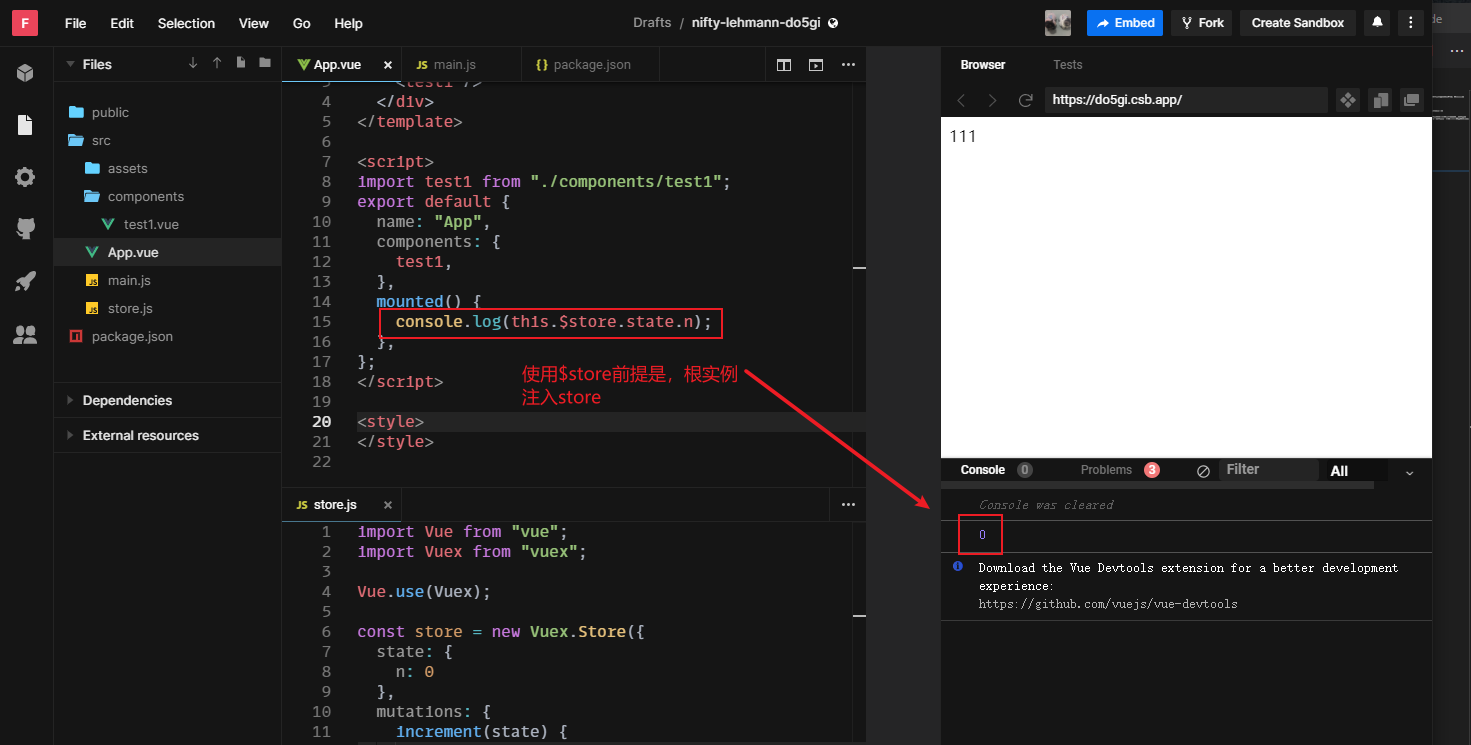 F File Edit Selection View Go Help Drafts / nifty-lehmann-do5gi Embed Fork Create Sandbox
Files
public
src
assets
components
test1.vue
App.vue
main.js
store.js
package.json
Dependencies
External resources
App.vue × JS main.js {} package.json ...
3 <test1 />
4 </div>
5 </template>
6
7 <script>
8 import test1 from "./components/test1";
9 export default {
10 name: "App",
11 components: {
12 test1,
13 },
14 mounted() {
15 console.log(this.$store.state.n);
16 },
17 };
18 </script>
19
20 <style>
21 </style>
22
使用$store前提是，根实例
注入store
JS store.js × ...
1 import Vue from "vue";
2 import Vuex from "vuex";
3
4 Vue.use(Vuex);
5
6 const store = new Vuex.Store({
7 state: {
8 n: 0
9 },
10 mutations: {
11 increment(state) {
Browser Tests
https://do5gi.csb.app/
111
Console 0 Problems 3 Filter All
Console was cleared
0
Download the Vue Devtools extension for a better development
experience:
https://github.com/vuejs/vue-devtools